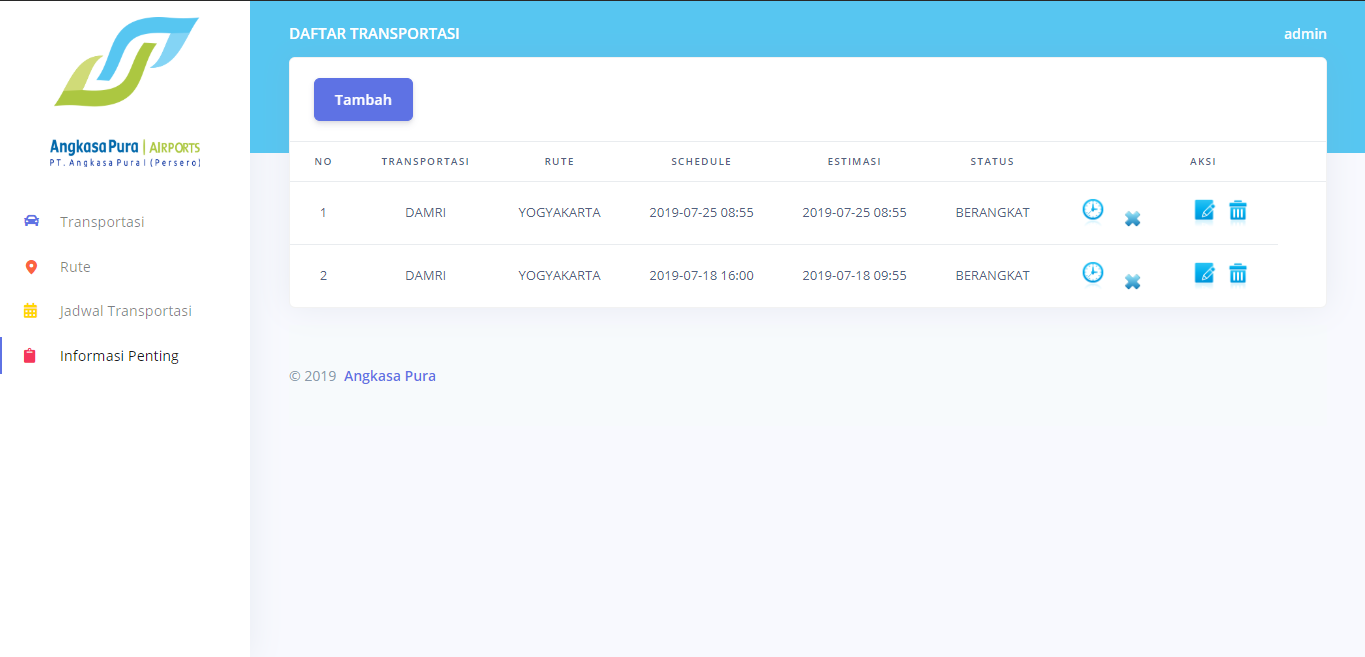 DAFTAR TRANSPORTASI admin
AngkasaPura | AIRPORTS
PT. Angkasa Pura I (Persero)
Transportasi
Rute
Jadwal Transportasi
Informasi Penting
Tambah
NO TRANSPORTASI RUTE SCHEDULE ESTIMASI STATUS AKSI
1 DAMRI YOGYAKARTA 2019-07-25 08:55 2019-07-25 08:55 BERANGKAT
2 DAMRI YOGYAKARTA 2019-07-18 16:00 2019-07-18 09:55 BERANGKAT
© 2019 Angkasa Pura